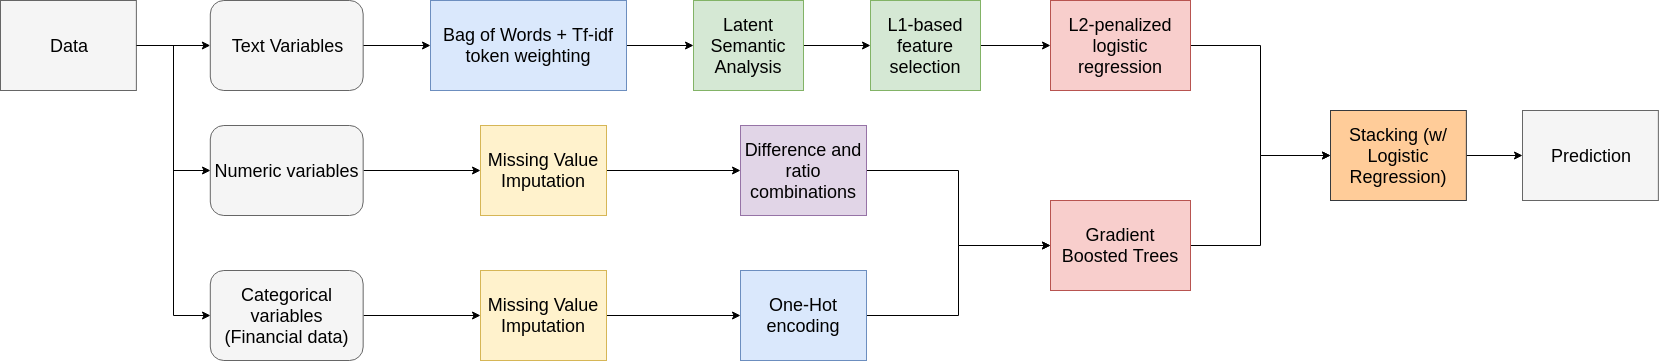 Data
Text Variables
Bag of Words + Tf-idf
token weighting
Latent
Semantic
Analysis
L1-based
feature
selection
L2-penalized
logistic
regression
Numeric variables
Missing Value
Imputation
Difference and
ratio
combinations
Stacking (w/
Logistic
Regression)
Prediction
Gradient
Boosted Trees
Categorical
variables
(Financial data)
Missing Value
Imputation
One-Hot
encoding